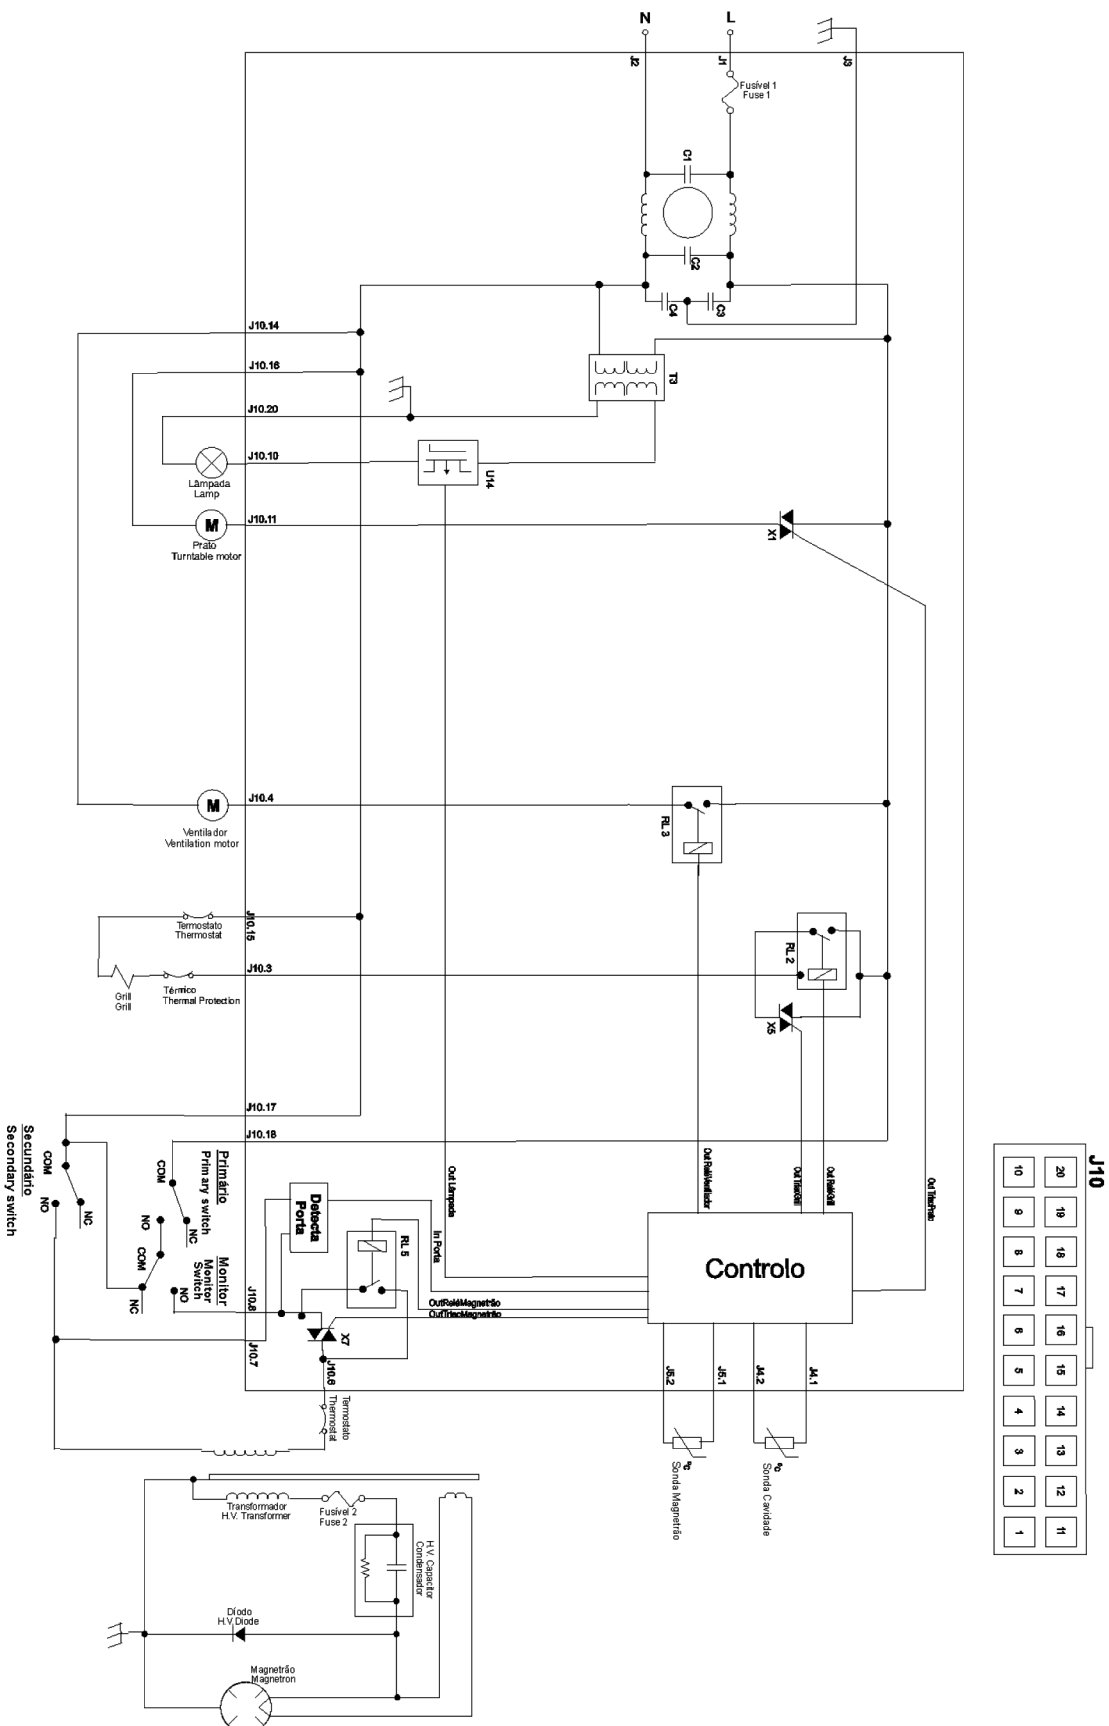 N
L
J2
J1
J3
Fusível 1
Fuse 1
C1
C2
C4
C3
J10.14
J10.16
J10.20
J10.10
T3
U14
Lâmpada
Lamp
J10.11
M
Prato
Turntable motor
X1
J10.4
M
Ventilador
Ventilation motor
RL 3
J10.15
Termostato
Thermostat
J10.3
Grill
Grill
Térmico
Thermal Protection
RL 2
X5
J10.17
J10.18
Secundário
Secondary switch
COM
NO
NC
Primário
Primary switch
COM
NO
NC
Monitor
Monitor
Switch
COM
NO
NC
J10.8
J10.7
J10.6
Detecta
Porta
RL 5
X7
Out Lâmpada
In Porta
OutReléMagnetrão
OutTriacMagnetrão
OutReléVentilador
OutTriacGrill
OutReléGrill
Out TriacPrato
Controlo
J5.2
J5.1
J4.2
J4.1
ºC
Sonda Magnetrão
ºC
Sonda Cavidade
Termostato
Thermostat
Transformador
H.V. Transformer
Fusível 2
Fuse 2
H.V. Capacitor
Condensador
Díodo
H.V.Diode
Magnetrão
Magnetron
J10
10 20
9 19
8 18
7 17
6 16
5 15
4 14
3 13
2 12
1 11